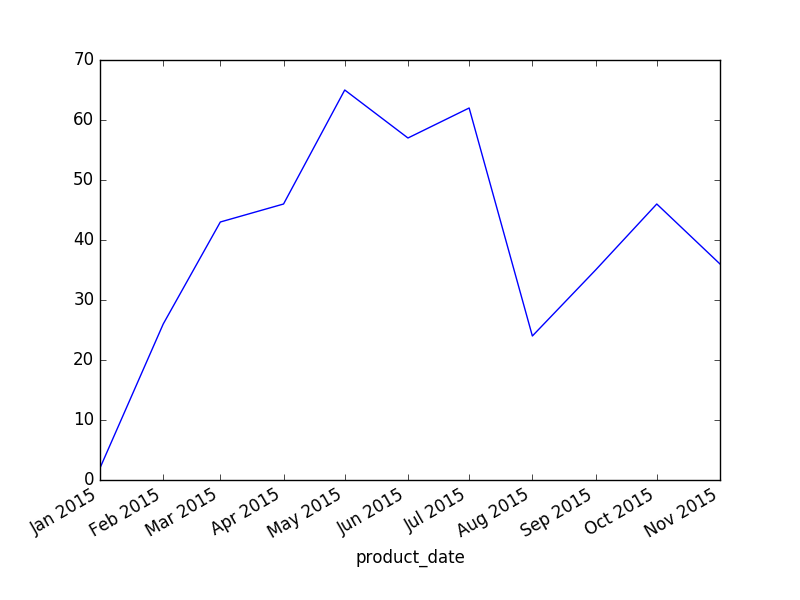 70
60
50
40
30
20
10
0
Jan 2015
Feb 2015
Mar 2015
Apr 2015
May 2015
Jun 2015
Jul 2015
Aug 2015
Sep 2015
Oct 2015
Nov 2015
product_date